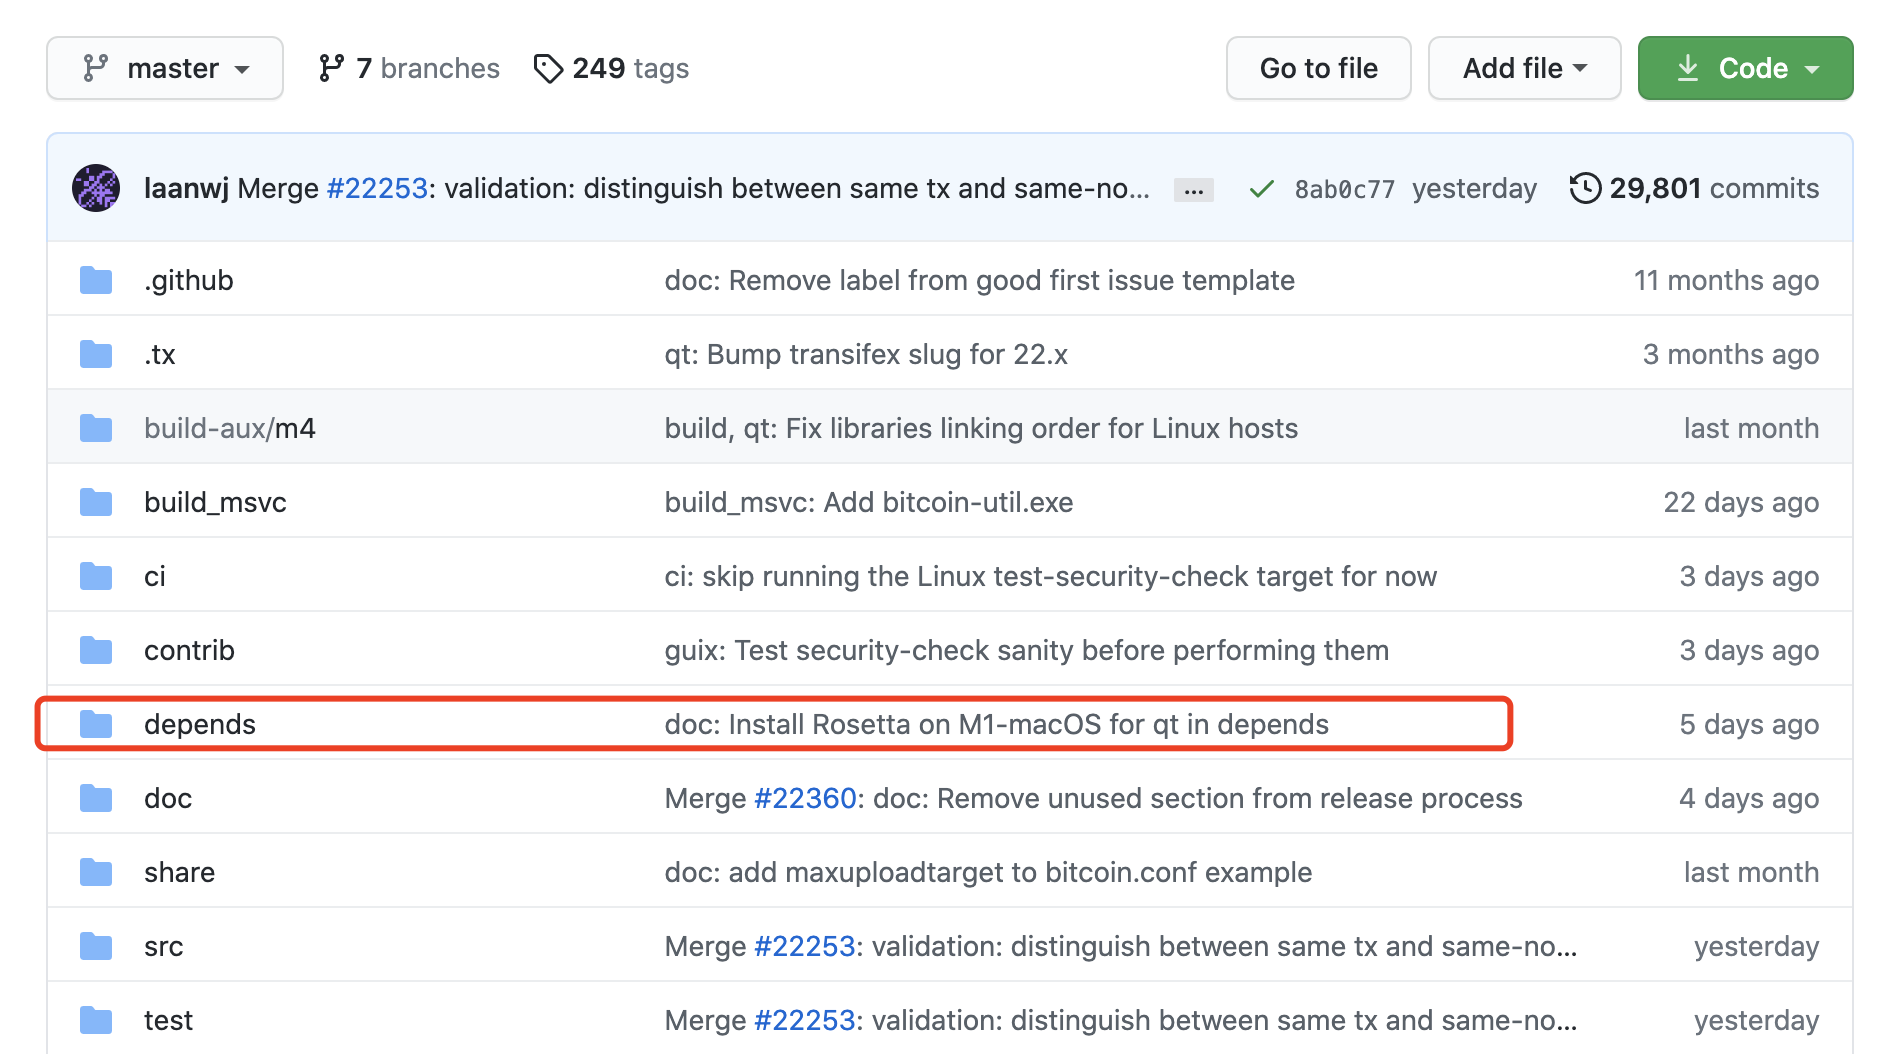 master 7 branches 249 tags Go to file Add file Code
laanwj Merge #22253: validation: distinguish between same tx and same-no... ... 8ab0c77 yesterday 29,801 commits
.github doc: Remove label from good first issue template 11 months ago
.tx qt: Bump transifex slug for 22.x 3 months ago
build-aux/m4 build, qt: Fix libraries linking order for Linux hosts last month
build_msvc build_msvc: Add bitcoin-util.exe 22 days ago
ci ci: skip running the Linux test-security-check target for now 3 days ago
contrib guix: Test security-check sanity before performing them 3 days ago
depends doc: Install Rosetta on M1-macOS for qt in depends 5 days ago
doc Merge #22360: doc: Remove unused section from release process 4 days ago
share doc: add maxuploadtarget to bitcoin.conf example last month
src Merge #22253: validation: distinguish between same tx and same-no... yesterday
test Merge #22253: validation: distinguish between same tx and same-no... yesterday